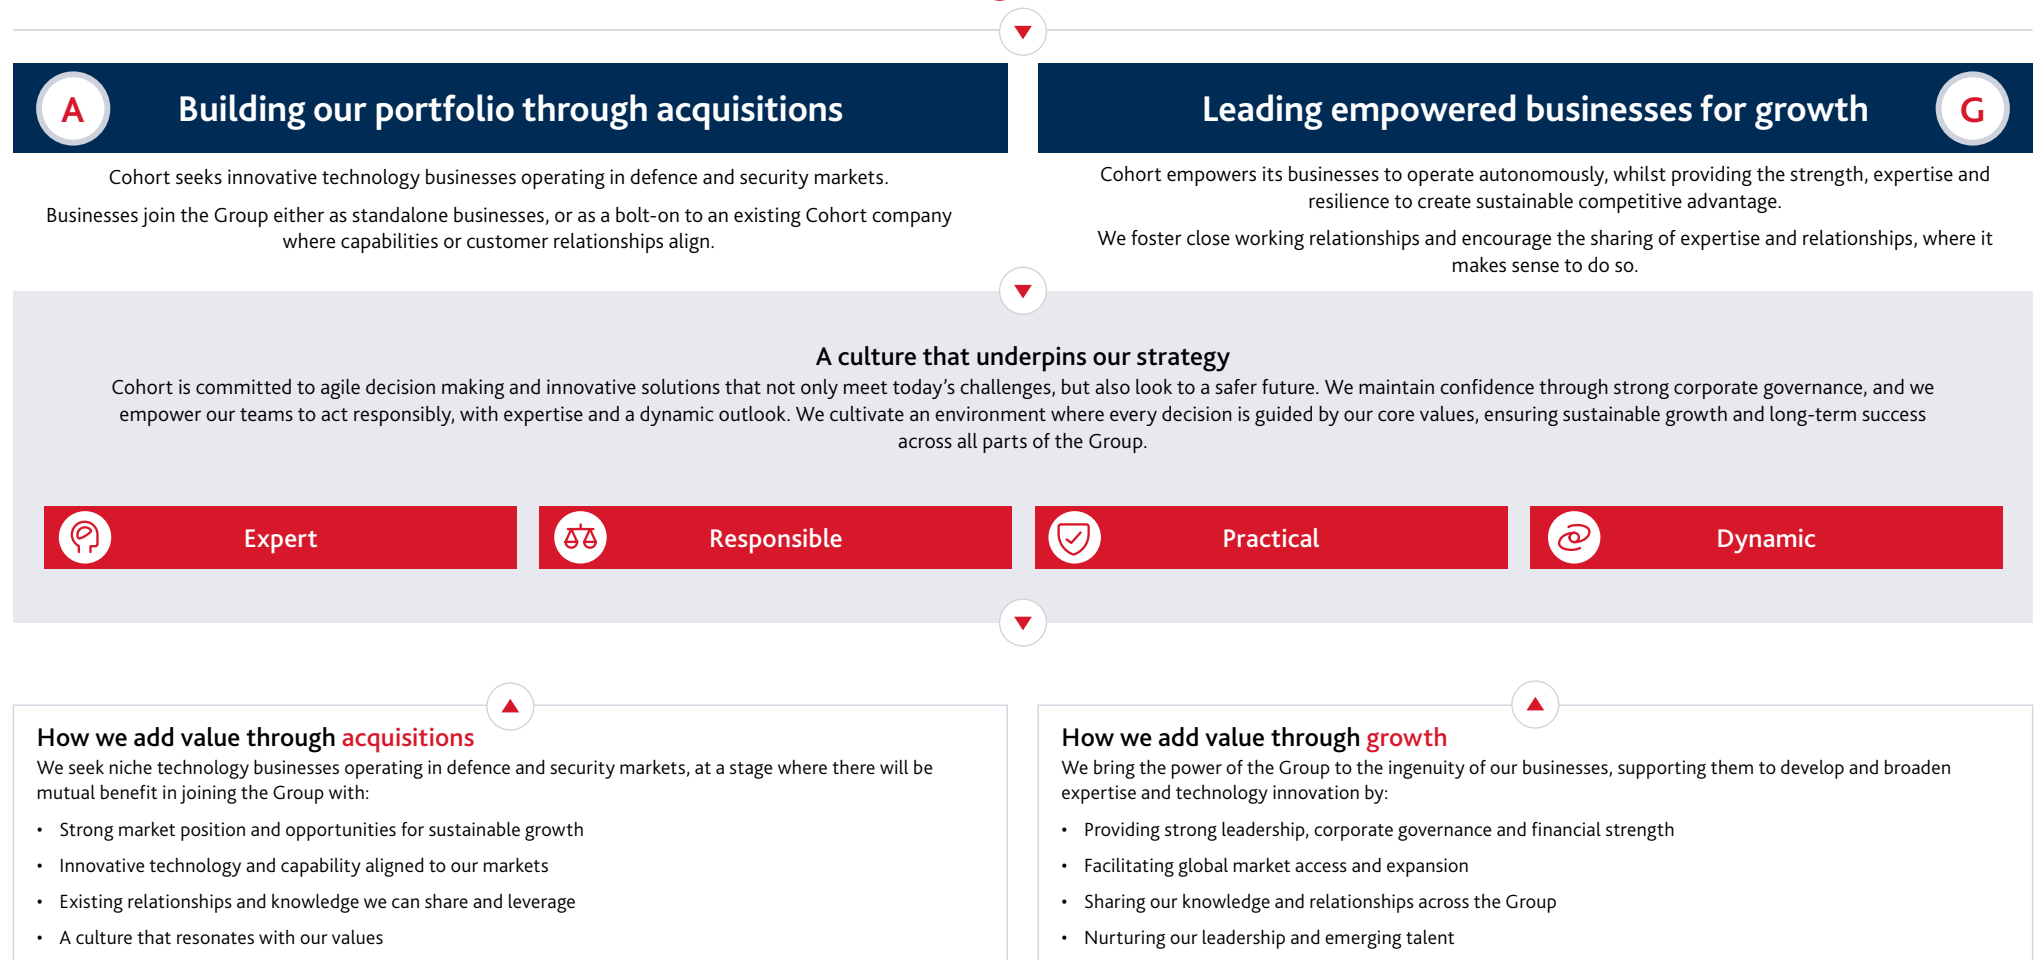 A
Building our portfolio through acquisitions
Cohort seeks innovative technology businesses operating in defence and security markets.
Businesses join the Group either as standalone businesses, or as a bolt-on to an existing Cohort company
where capabilities or customer relationships align.
Leading empowered businesses for growth
G
Cohort empowers its businesses to operate autonomously, whilst providing the strength, expertise and
resilience to create sustainable competitive advantage.
We foster close working relationships and encourage the sharing of expertise and relationships, where it
makes sense to do so.
A culture that underpins our strategy
Cohort is committed to agile decision making and innovative solutions that not only meet today’s challenges, but also look to a safer future. We maintain confidence through strong corporate governance, and we
empower our teams to act responsibly, with expertise and a dynamic outlook. We cultivate an environment where every decision is guided by our core values, ensuring sustainable growth and long-term success
across all parts of the Group.
Expert
Responsible
Practical
Dynamic
How we add value through acquisitions
We seek niche technology businesses operating in defence and security markets, at a stage where there will be
mutual benefit in joining the Group with:
• Strong market position and opportunities for sustainable growth
• Innovative technology and capability aligned to our markets
• Existing relationships and knowledge we can share and leverage
• A culture that resonates with our values
How we add value through growth
We bring the power of the Group to the ingenuity of our businesses, supporting them to develop and broaden
expertise and technology innovation by:
• Providing strong leadership, corporate governance and financial strength
• Facilitating global market access and expansion
• Sharing our knowledge and relationships across the Group
• Nurturing our leadership and emerging talent